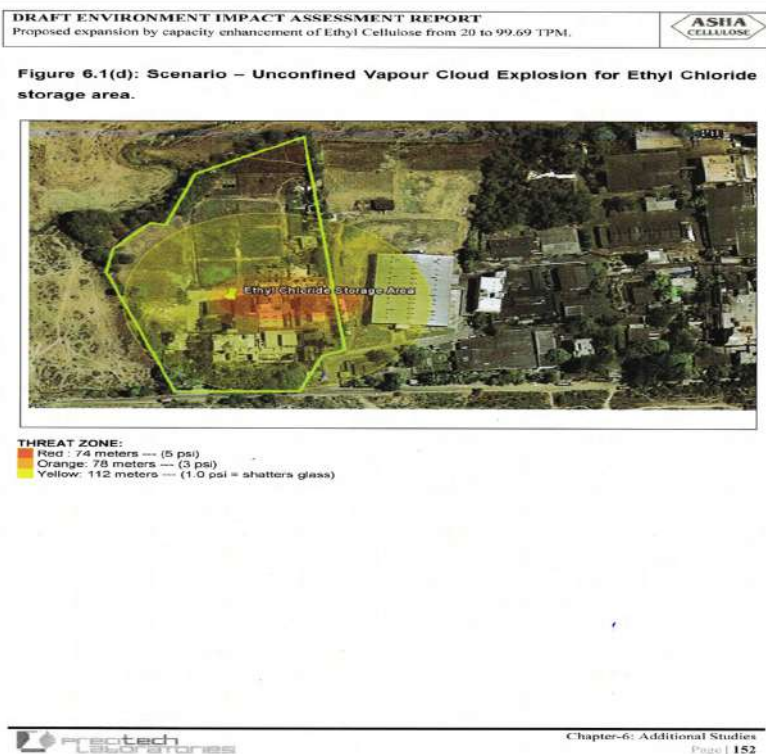 DRAFT ENVIRONMENT IMPACT ASSESSMENT REPORT
Proposed expansion by capacity enhancement of Ethyl Cellulose from 20 to 99.69 TPM.
ASHA
CELLULOSE
Figure 6.1(d): Scenario – Unconfined Vapour Cloud Explosion for Ethyl Chloride
storage area.
Ethyl Chloride Storage Area
THREAT ZONE:
Red : 74 meters --- (5 psi)
Orange: 78 meters --- (3 psi)
Yellow: 112 meters --- (1.0 psi = shatters glass)
precitech
Laboratories
Chapter-6: Additional Studies
Page | 152